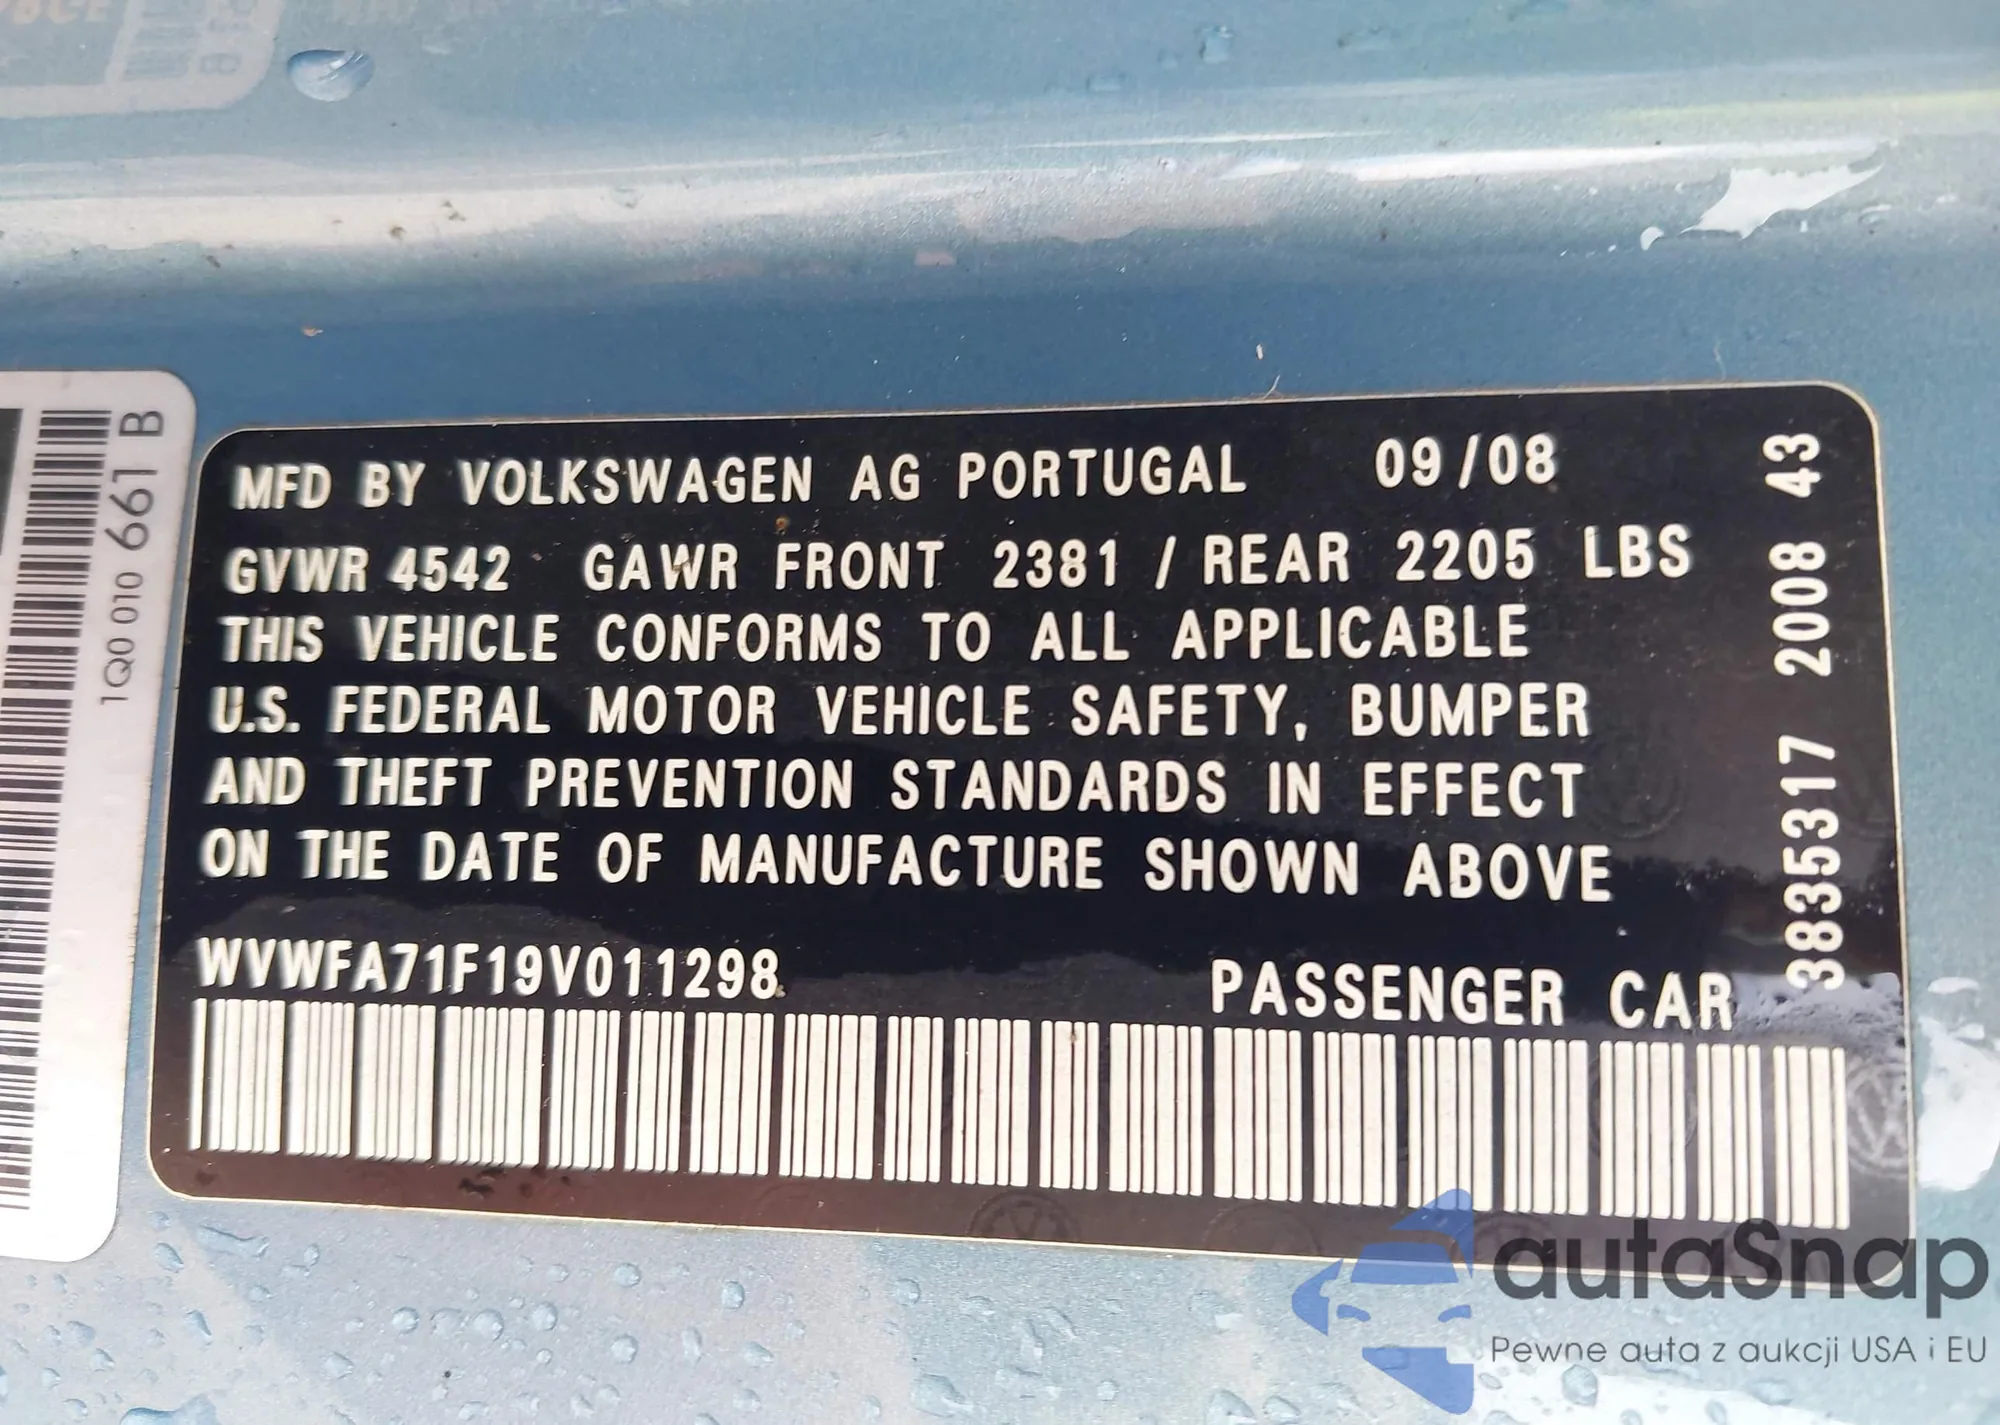 MFD BY VOLKSWAGEN AG PORTUGAL 09/08
GVWR 4542 GAWR FRONT 2381 / REAR 2205 LBS
THIS VEHICLE CONFORMS TO ALL APPLICABLE
U.S. FEDERAL MOTOR VEHICLE SAFETY, BUMPER
AND THEFT PREVENTION STANDARDS IN EFFECT
ON THE DATE OF MANUFACTURE SHOWN ABOVE
WVWFA71F19V011298 PASSENGER CAR
3835317 2008 43
1Q0 010 661 B
autaSnap
Pewne auta z aukcji USA i EU